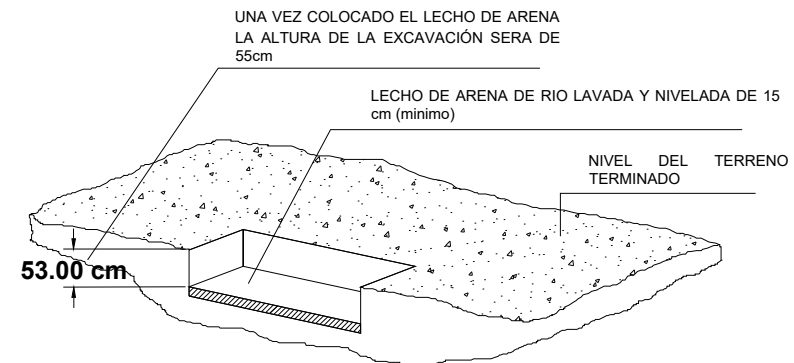 UNA VEZ COLOCADO EL LECHO DE ARENA
LA ALTURA DE LA EXCAVACIÓN SERA DE
55cm
LECHO DE ARENA DE RIO LAVADA Y NIVELADA DE 15
cm (minimo)
NIVEL DEL TERRENO
TERMINADO
53.00 cm